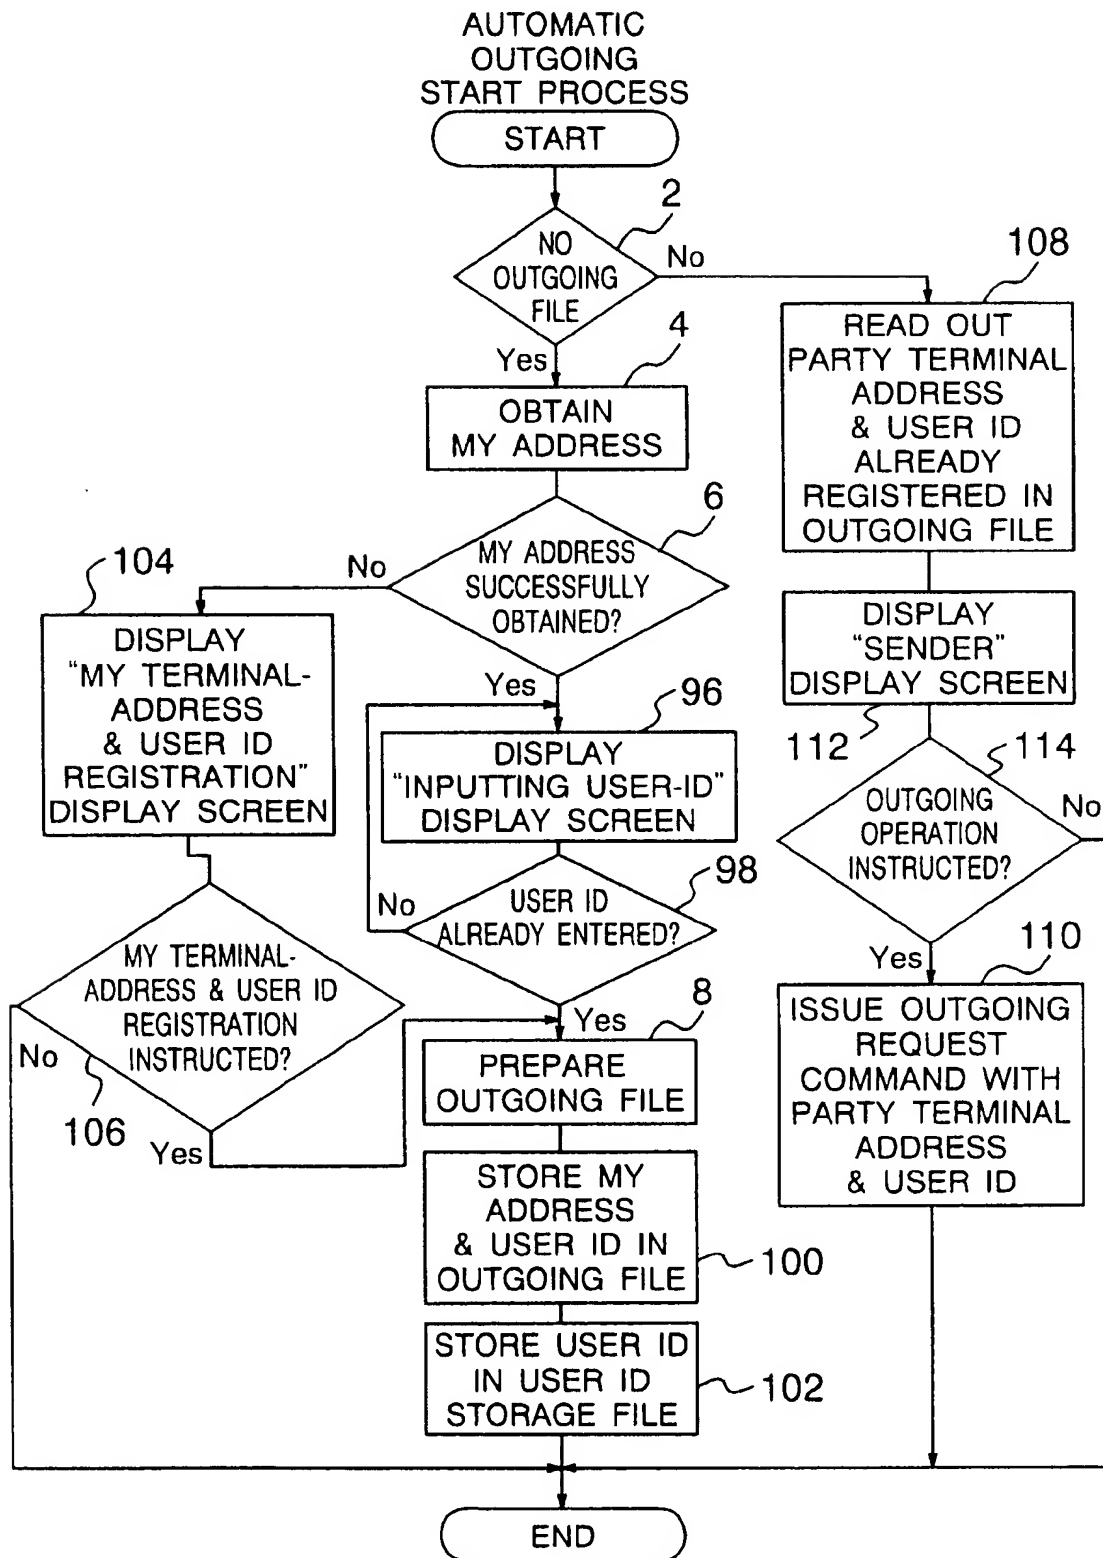 AUTOMATIC
OUTGOING
START PROCESS
START
2
NO
OUTGOING
FILE
No
Yes
108
READ OUT
PARTY TERMINAL
ADDRESS
& USER ID
ALREADY
REGISTERED IN
OUTGOING FILE
4
OBTAIN
MY ADDRESS
6
MY ADDRESS
SUCCESSFULLY
OBTAINED?
No
Yes
104
DISPLAY
"MY TERMINAL-
ADDRESS
& USER ID
REGISTRATION"
DISPLAY SCREEN
DISPLAY
"SENDER"
DISPLAY SCREEN
112
96
DISPLAY
"INPUTTING USER-ID"
DISPLAY SCREEN
114
OUTGOING
OPERATION
INSTRUCTED?
No
Yes
98
USER ID
ALREADY ENTERED?
No
Yes
MY TERMINAL-
ADDRESS & USER ID
REGISTRATION
INSTRUCTED?
No
106
Yes
8
PREPARE
OUTGOING FILE
110
ISSUE OUTGOING
REQUEST
COMMAND WITH
PARTY TERMINAL
ADDRESS
& USER ID
STORE MY
ADDRESS
& USER ID IN
OUTGOING FILE
100
STORE USER ID
IN USER ID
STORAGE FILE
102
END